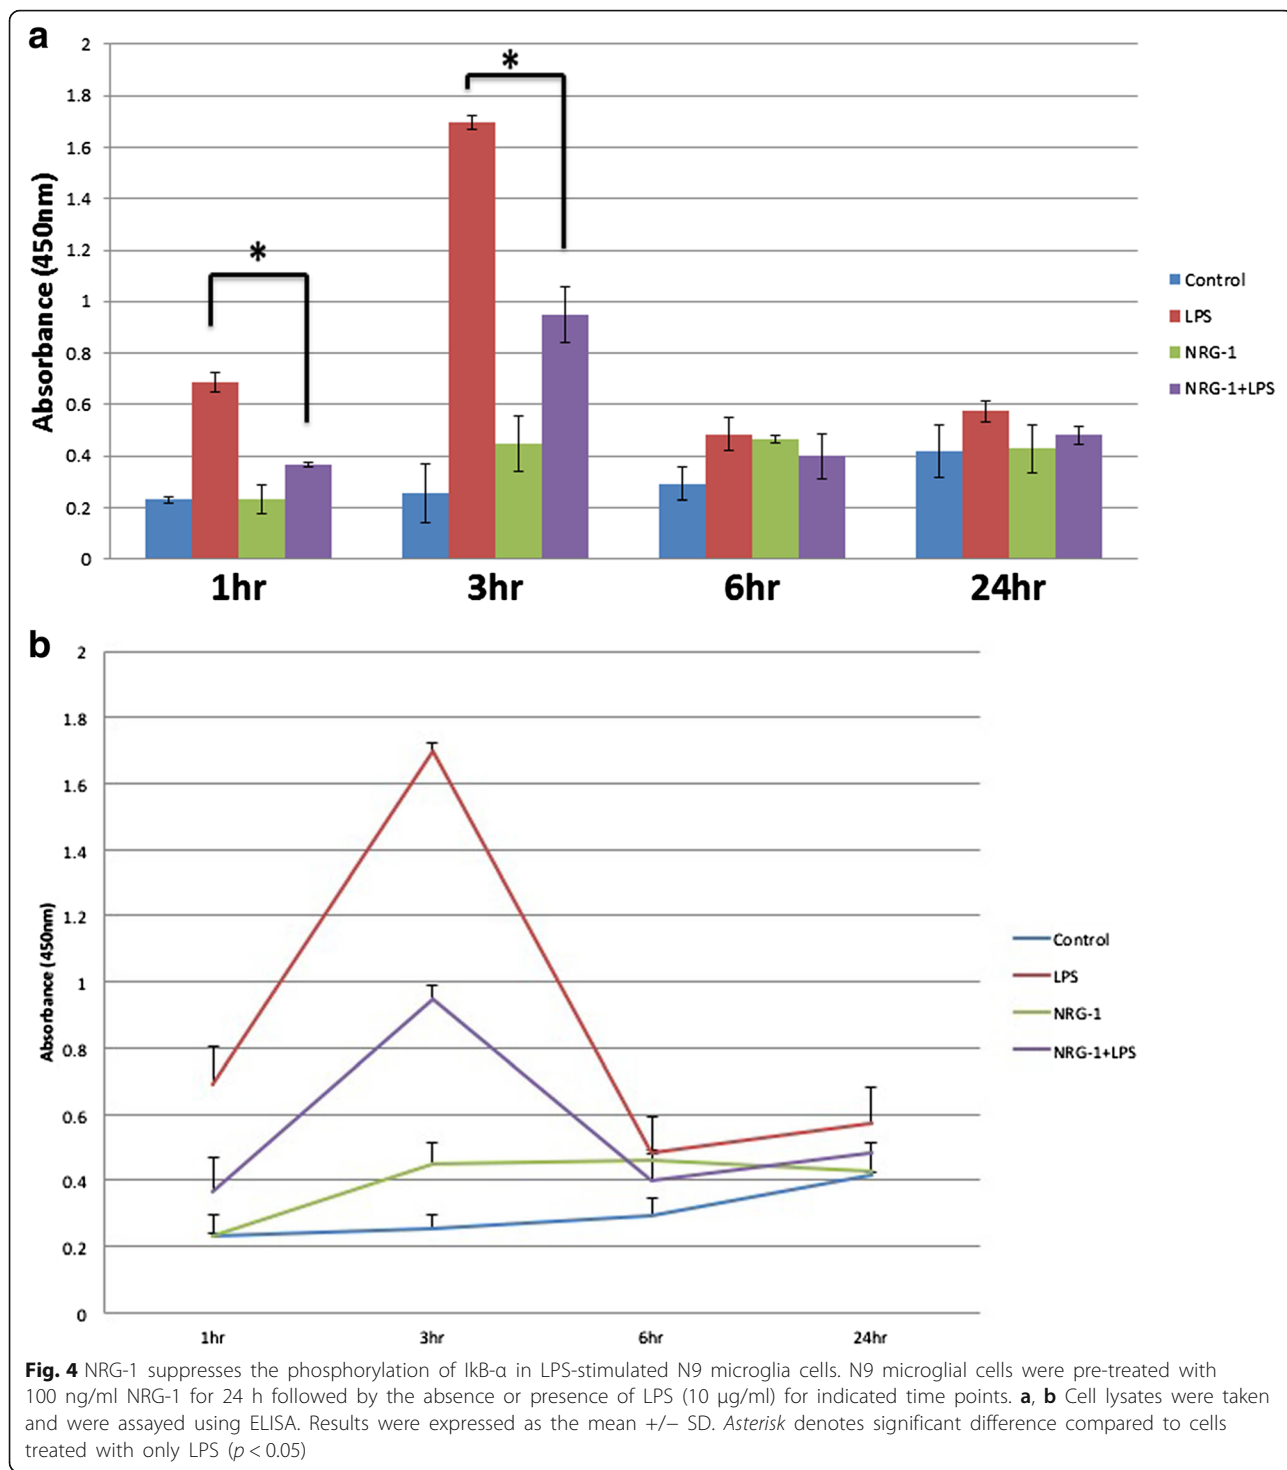 a
2
1.8
1.6
1.4
1.2
1
0.8
0.6
0.4
0.2
0
Absorbance (450nm)
*
*
1hr 3hr 6hr 24hr
Control
LPS
NRG-1
NRG-1+LPS
b
2
1.8
1.6
1.4
1.2
1
0.8
0.6
0.4
0.2
0
Absorbance (450nm)
1hr 3hr 6hr 24hr
Control
LPS
NRG-1
NRG-1+LPS
Fig. 4 NRG-1 suppresses the phosphorylation of IkB-α in LPS-stimulated N9 microglia cells. N9 microglial cells were pre-treated with
100 ng/ml NRG-1 for 24 h followed by the absence or presence of LPS (10 μg/ml) for indicated time points. a, b Cell lysates were taken
and were assayed using ELISA. Results were expressed as the mean +/− SD. Asterisk denotes significant difference compared to cells
treated with only LPS (p < 0.05)